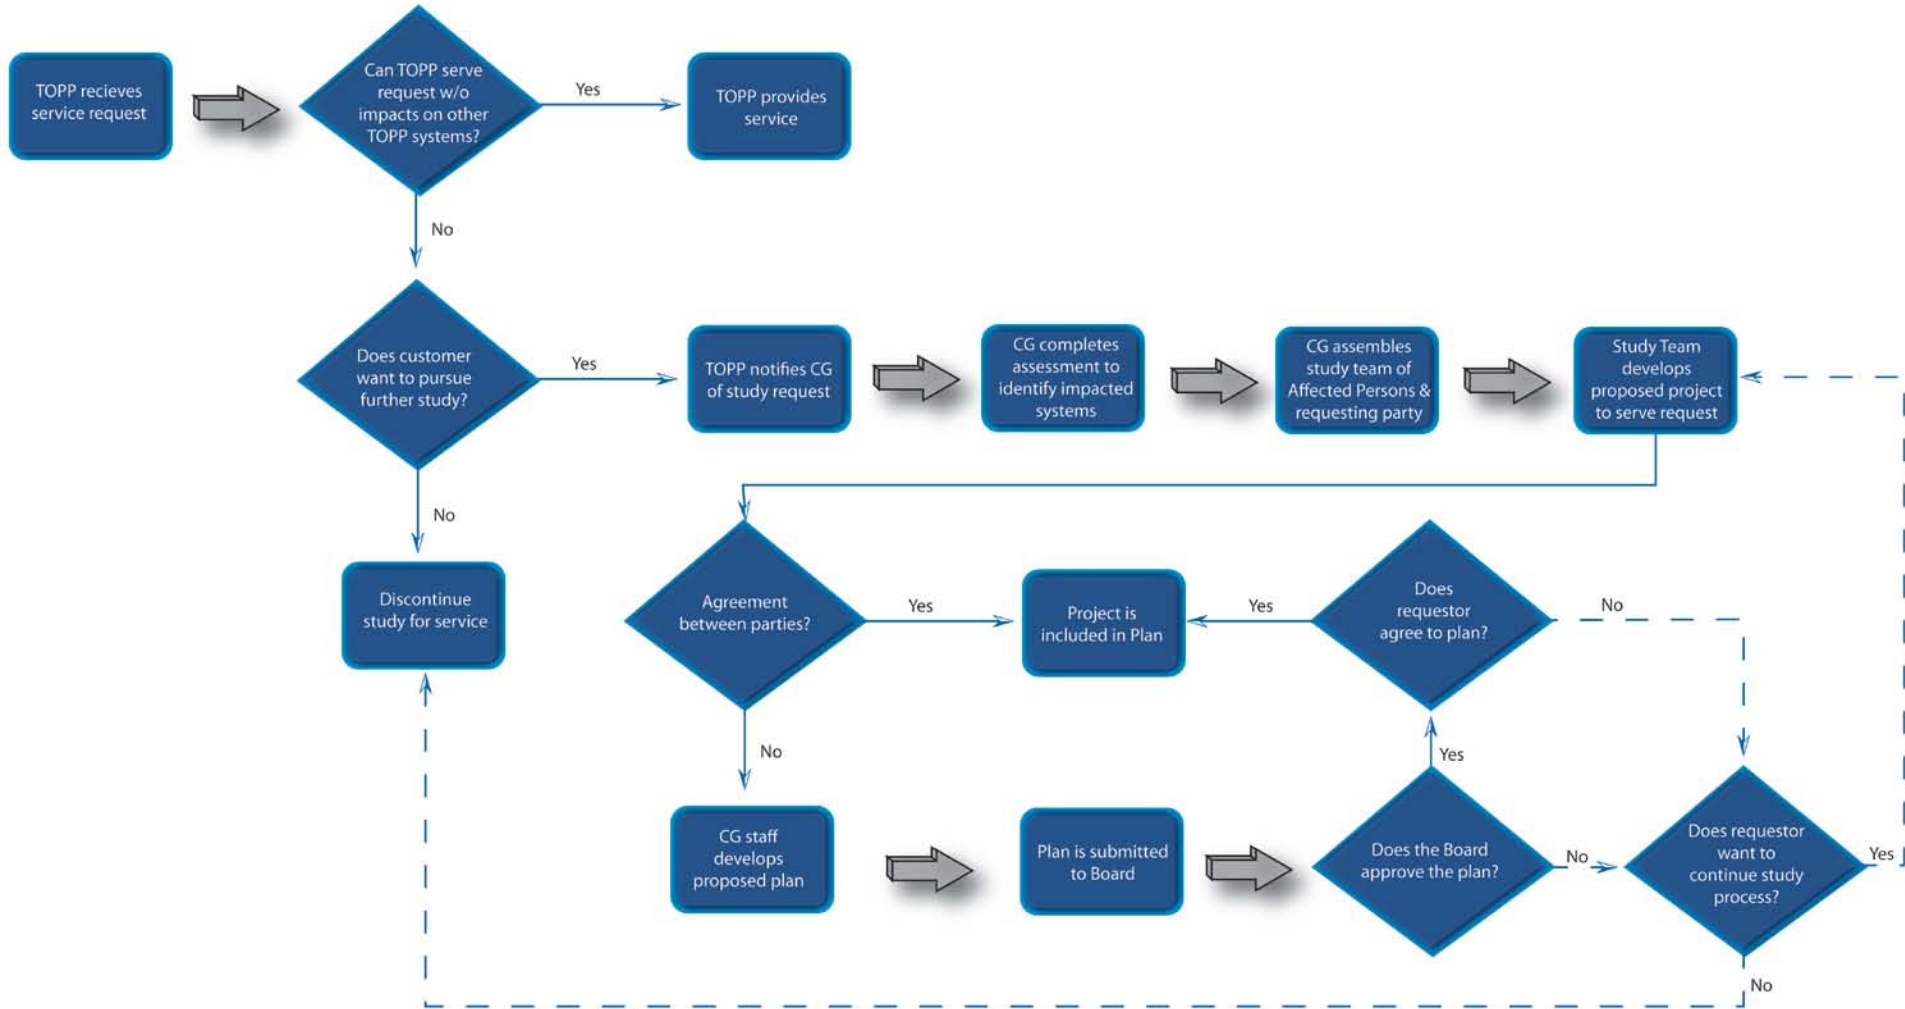 TOPP recieves
service request
Can TOPP serve
request w/o
impacts on other
TOPP systems?
Yes
TOPP provides
service
No
Does customer
want to pursue
further study?
Yes
TOPP notifies CG
of study request
CG completes
assessment to
identify impacted
systems
CG assembles
study team of
Affected Persons &
requesting party
Study Team
develops
proposed project
to serve request
No
Discontinue
study for service
Agreement
between parties?
Yes
Project is
included in Plan
Yes
Does
requestor
agree to plan?
No
No
Yes
CG staff
develops
proposed plan
Plan is submitted
to Board
Does the Board
approve the plan?
No
Does requestor
want to
continue study
process?
Yes
No